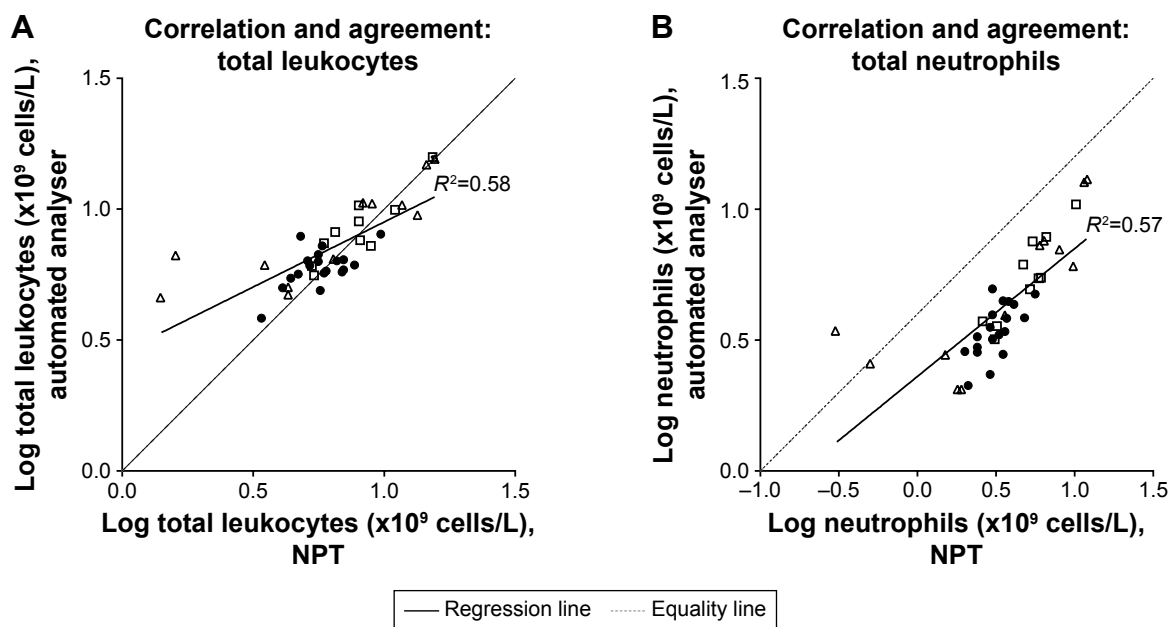 A
Correlation and agreement:
total leukocytes
Log total leukocytes (x10⁹ cells/L),
automated analyser
1.5
1.0
0.5
0.0
R²=0.58
0.0 0.5 1.0 1.5
Log total leukocytes (x10⁹ cells/L),
NPT
B
Correlation and agreement:
total neutrophils
Log neutrophils (x10⁹ cells/L),
automated analyser
1.5
1.0
0.5
0.0
R²=0.57
–1.0 –0.5 0.0 0.5 1.0 1.5
Log neutrophils (x10⁹ cells/L),
NPT
Regression line Equality line